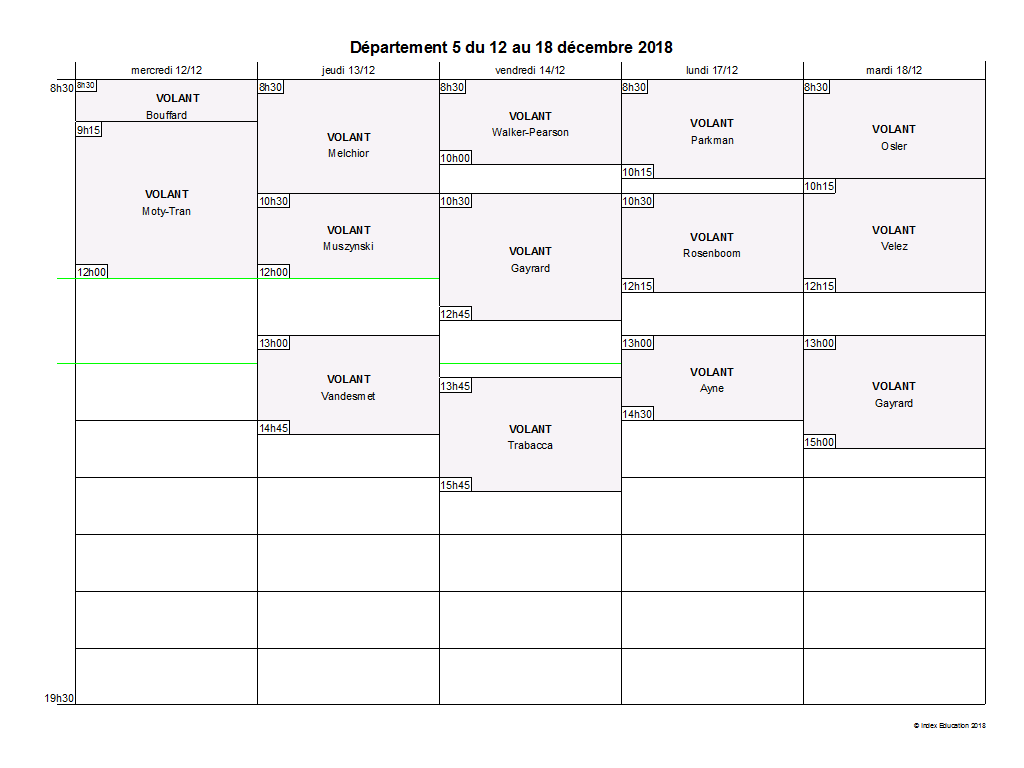 Département 5 du 12 au 18 décembre 2018
mercredi 12/12
jeudi 13/12
vendredi 14/12
lundi 17/12
mardi 18/12
8h30
8h30
VOLANT
Bouffard
9h15
VOLANT
Moty-Tran
12h00
8h30
VOLANT
Melchior
10h30
VOLANT
Muszynski
12h00
13h00
VOLANT
Vandesmet
14h45
8h30
VOLANT
Walker-Pearson
10h00
10h30
VOLANT
Gayrard
12h45
13h45
VOLANT
Trabacca
15h45
8h30
VOLANT
Parkman
10h15
10h30
VOLANT
Rosenboom
12h15
13h00
VOLANT
Ayne
14h30
8h30
VOLANT
Osler
10h15
VOLANT
Velez
12h15
13h00
VOLANT
Gayrard
15h00
19h30
© Index Education 2018